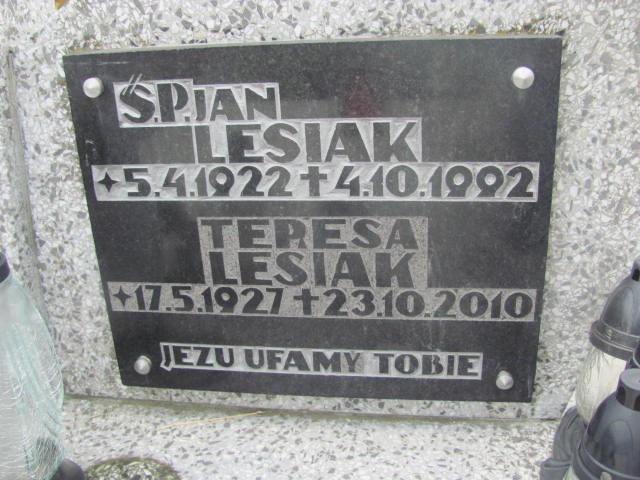 Ś.P. JAN
LESIAK
✦5.4.1922 ✝ 4.10.1992
TERESA
LESIAK
✦17.5.1927 ✝ 23.10.2010
JEZU UFAMY TOBIE